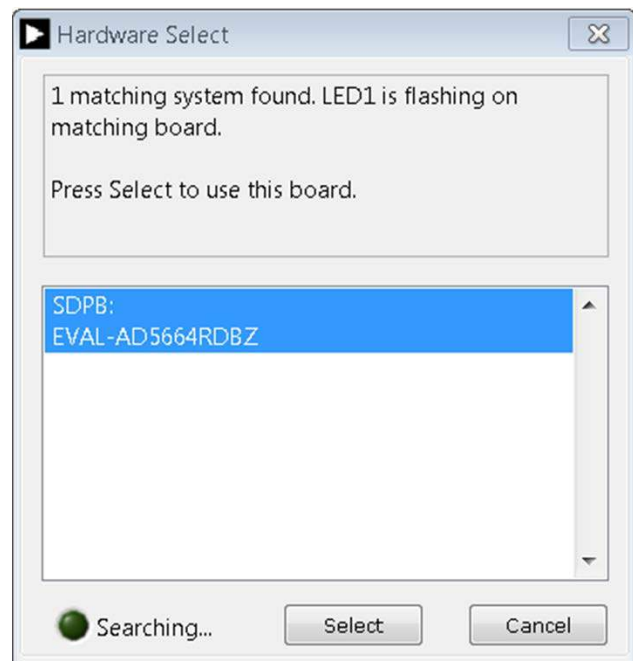 Hardware Select
1 matching system found. LED1 is flashing on
matching board.
Press Select to use this board.
SDPB:
EVAL-AD5664RDBZ
Searching...
Select
Cancel